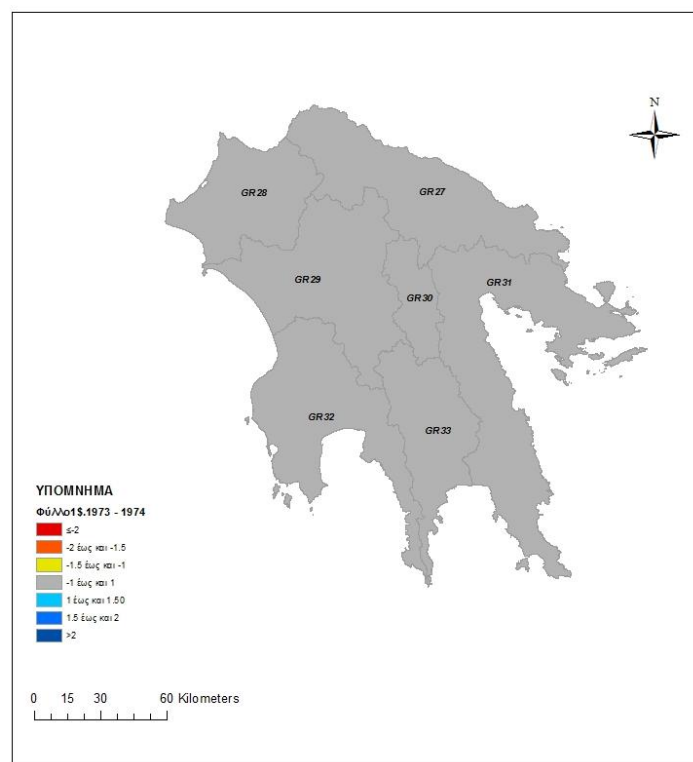 N
GR28
GR27
GR29
GR30
GR31
GR32
GR33
ΥΠΟΜΝΗΜΑ
Φύλλο1$.1973 - 1974
≤-2
-2 έως και -1.5
-1.5 έως και -1
-1 έως και 1
1 έως και 1.50
1.5 έως και 2
>2
0 15 30 60 Kilometers